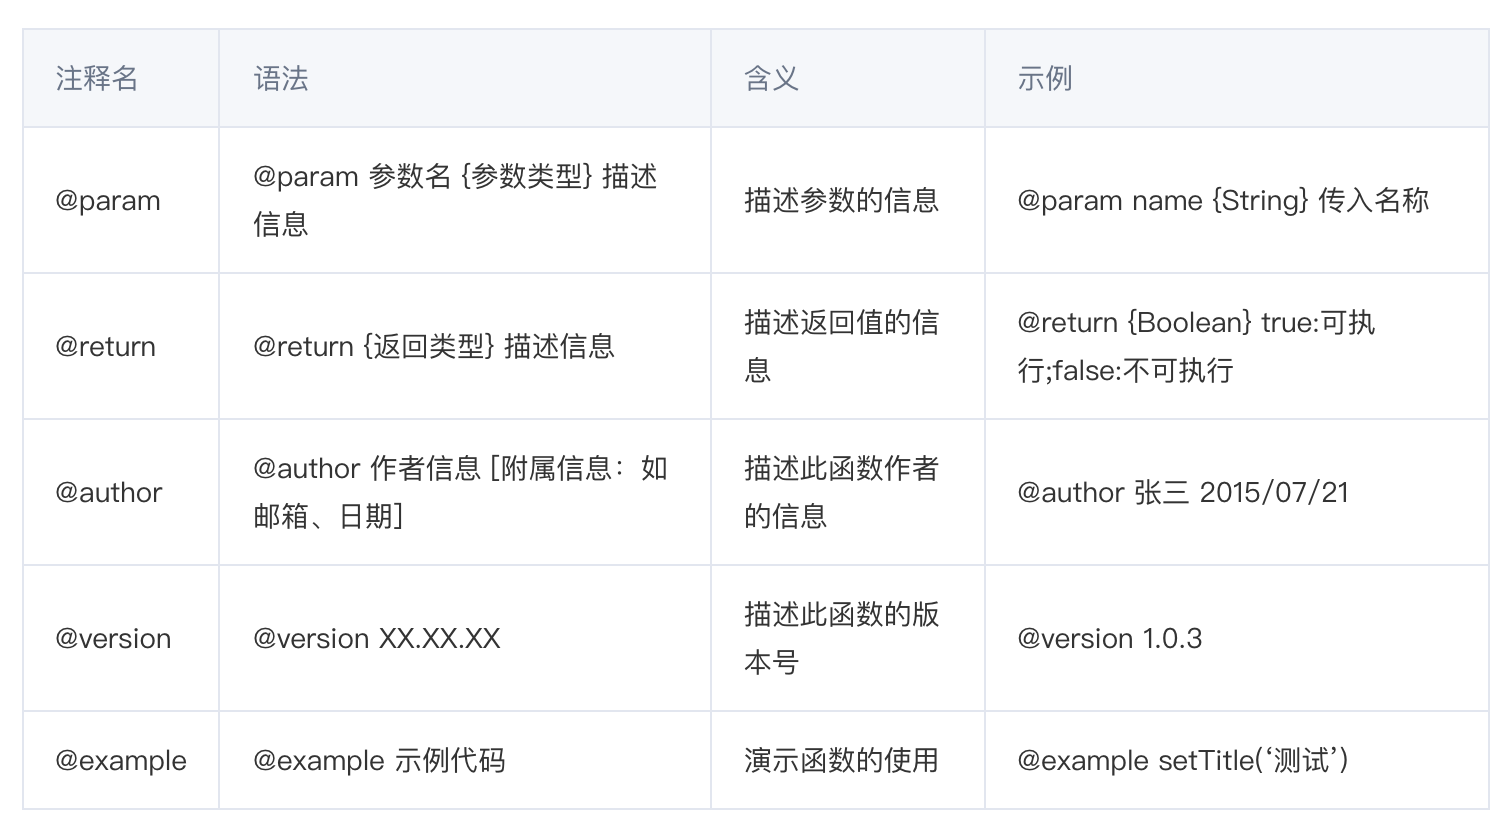 注释名 语法 含义 示例
@param
@param 参数名 {参数类型} 描述
信息
描述参数的信息
@param name {String} 传入名称
@return
@return {返回类型} 描述信息
描述返回值的信
息
@return {Boolean} true:可执
行;false:不可执行
@author
@author 作者信息 [附属信息：如
邮箱、日期]
描述此函数作者
的信息
@author 张三 2015/07/21
@version
@version XX.XX.XX
描述此函数的版
本号
@version 1.0.3
@example
@example 示例代码
演示函数的使用
@example setTitle(‘测试’)